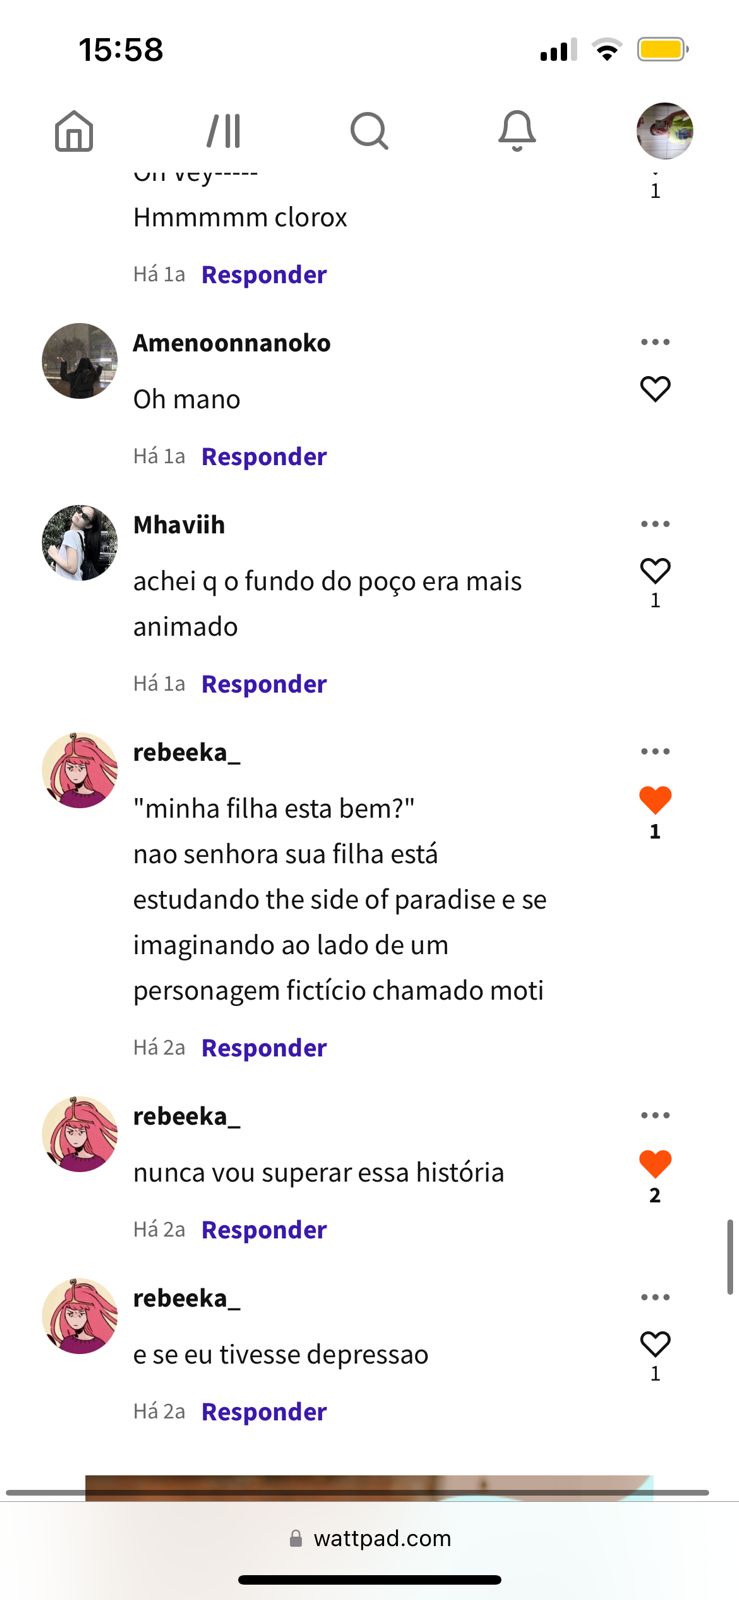 15:58
Oh vey-----
1
Hmmmmm clorox
Há 1a Responder
Amenoonnanoko
Oh mano
Há 1a Responder
Mhaviih
achei q o fundo do poço era mais
1
animado
Há 1a Responder
rebeeka_
"minha filha esta bem?"
1
nao senhora sua filha está
estudando the side of paradise e se
imaginando ao lado de um
personagem fictício chamado moti
Há 2a Responder
rebeeka_
nunca vou superar essa história
2
Há 2a Responder
rebeeka_
e se eu tivesse depressao
1
Há 2a Responder
wattpad.com